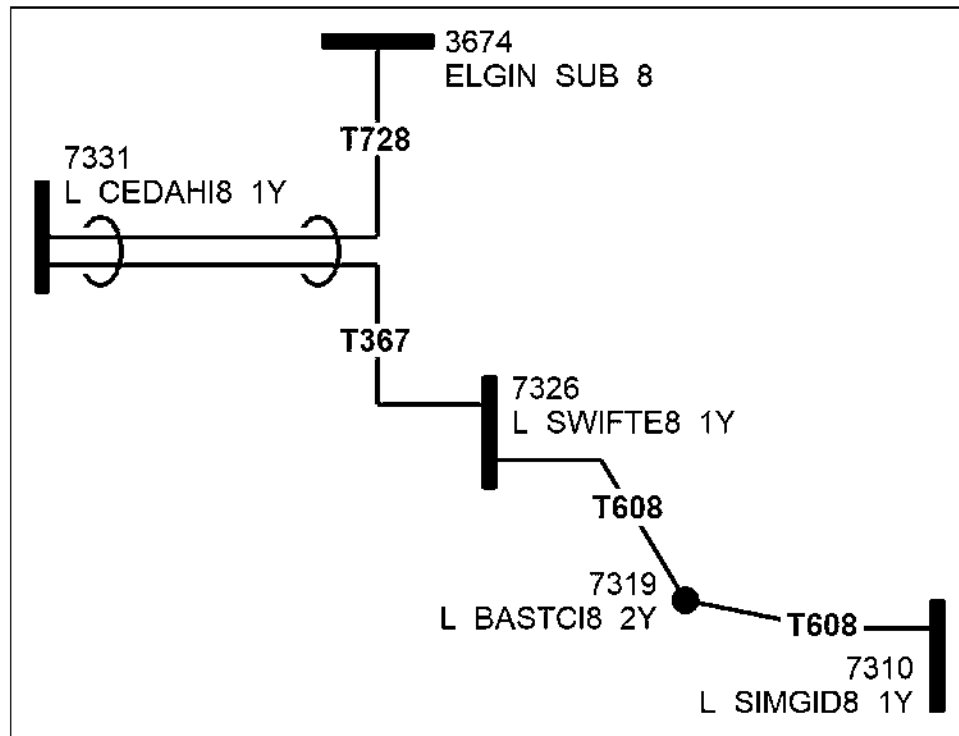 3674
ELGIN SUB 8
T728
7331
L CEDAHI8 1Y
T367
7326
L SWIFTE8 1Y
T608
7319
L BASTCI8 2Y
T608
7310
L SIMGID8 1Y